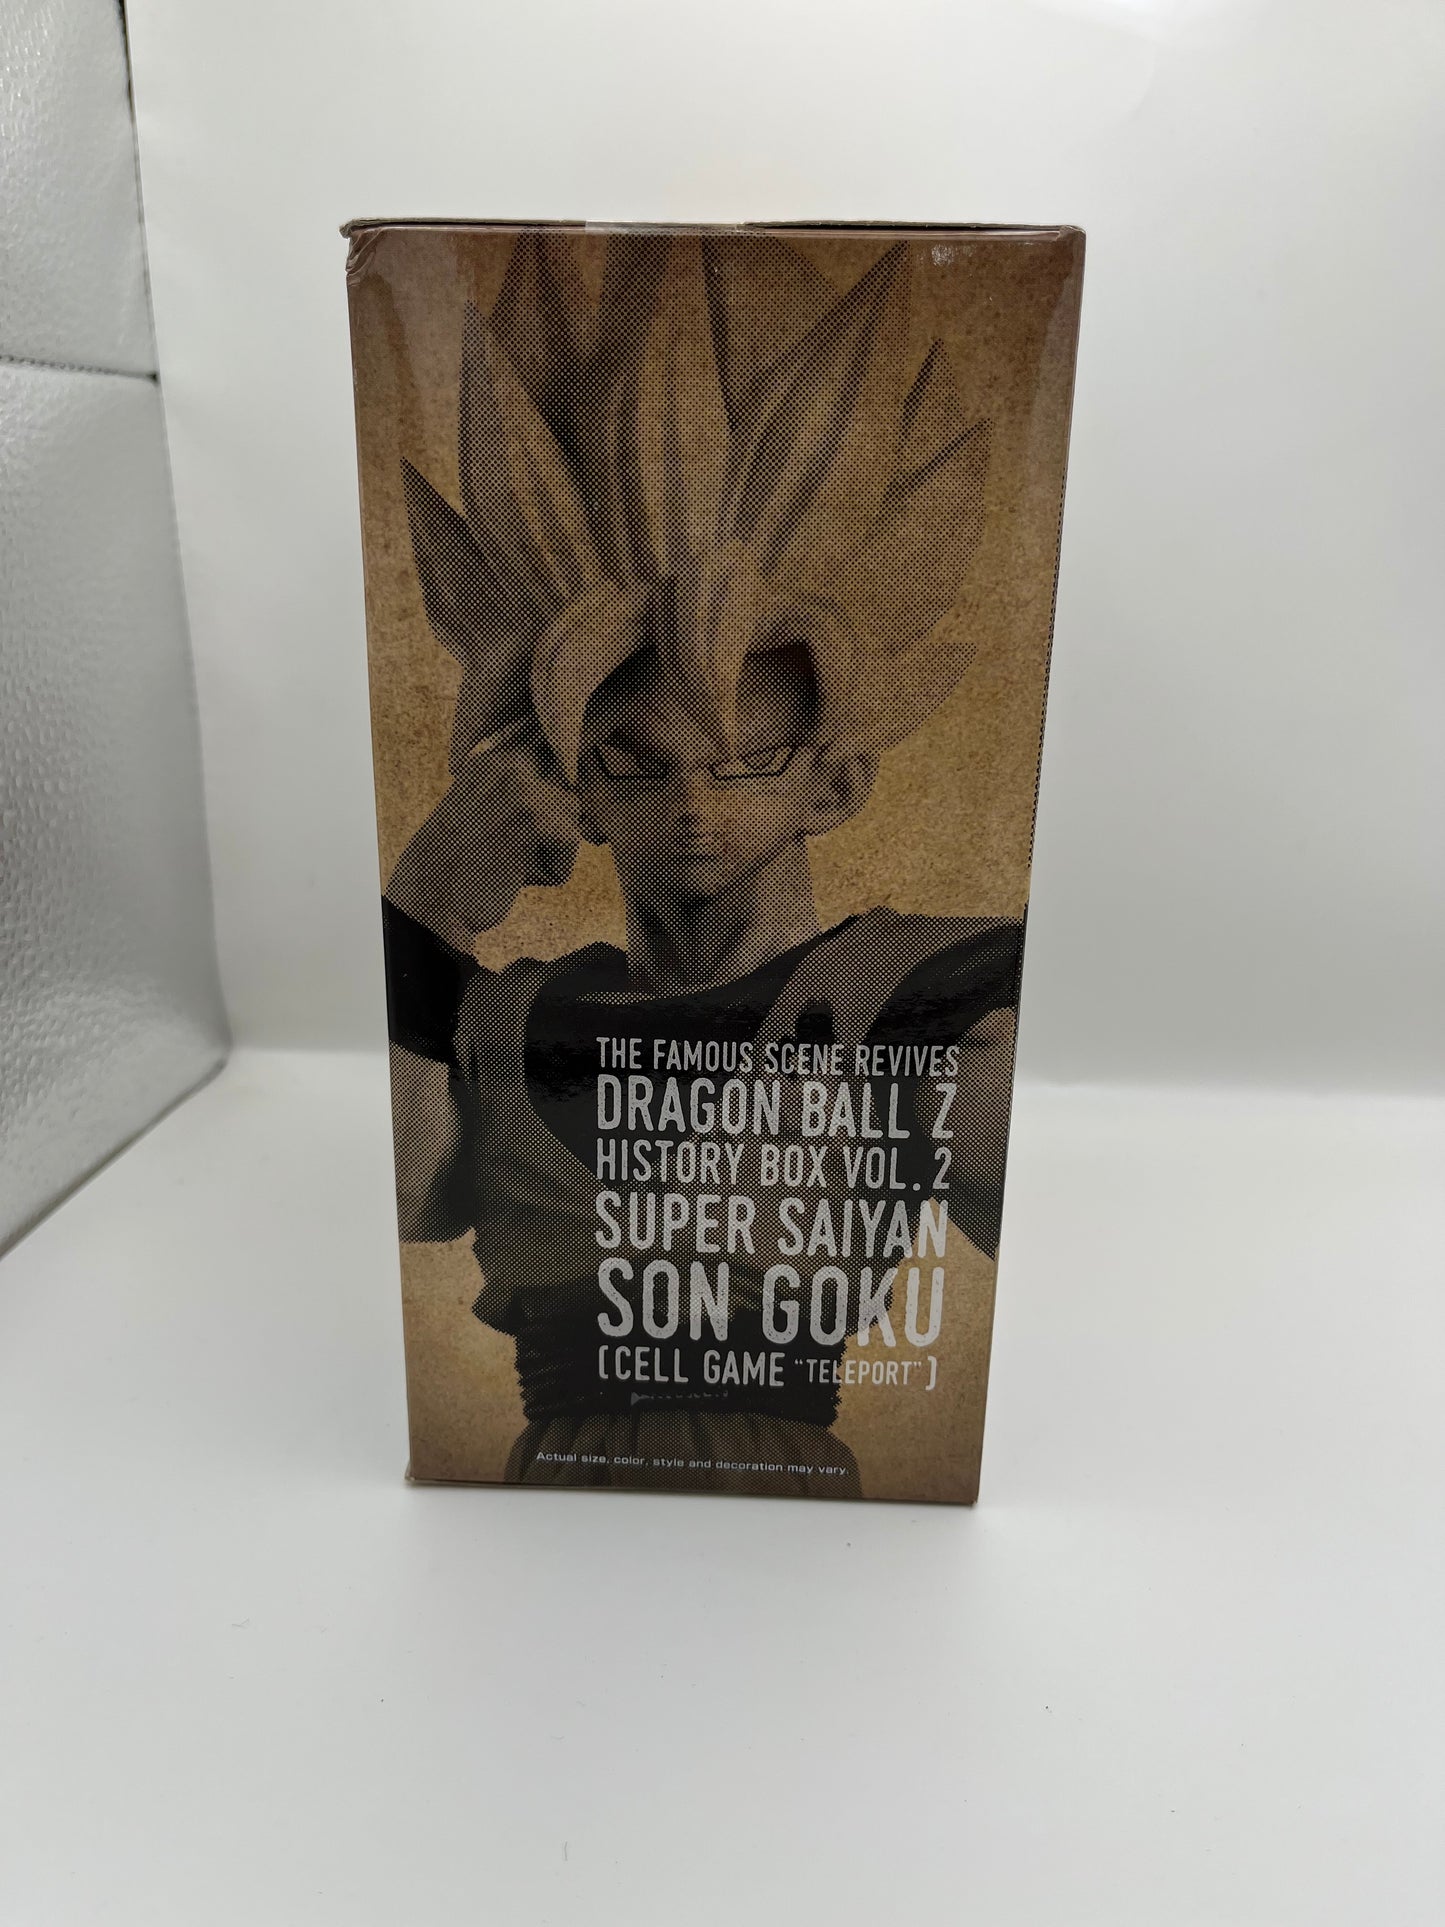 THE FAMOUS SCENE REVIVES
DRAGON BALL Z
HISTORY BOX VOL. 2
SUPER SAIYAN
SON GOKU
(CELL GAME “TELEPORT”)
Actual size, color, style and decoration may vary.